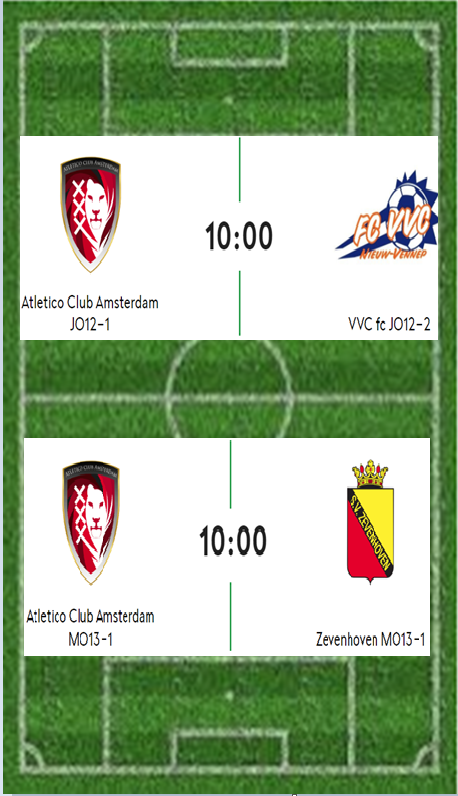 ATLETICO CLUB AMSTERDAM
10:00
FC VVC
NIEUW-VENNEP
Atletico Club Amsterdam
JO12-1
VVC fc JO12-2
ATLETICO CLUB AMSTERDAM
10:00
S.V. ZEVENHOVEN
Atletico Club Amsterdam
MO13-1
Zevenhoven MO13-1